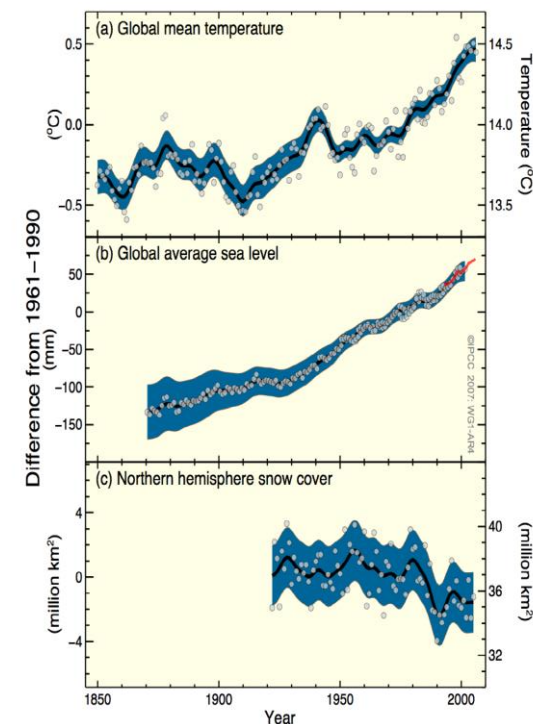 (a) Global mean temperature
0.5
0.0
-0.5
(°C)
14.5
14.0
13.5
Temperature (°C)
Difference from 1961–1990
(b) Global average sea level
50
0
-50
-100
-150
(mm)
©IPCC 2007: WG1-AR4
(c) Northern hemisphere snow cover
4
0
-4
(million km²)
40
36
32
(million km²)
1850
1900
1950
2000
Year